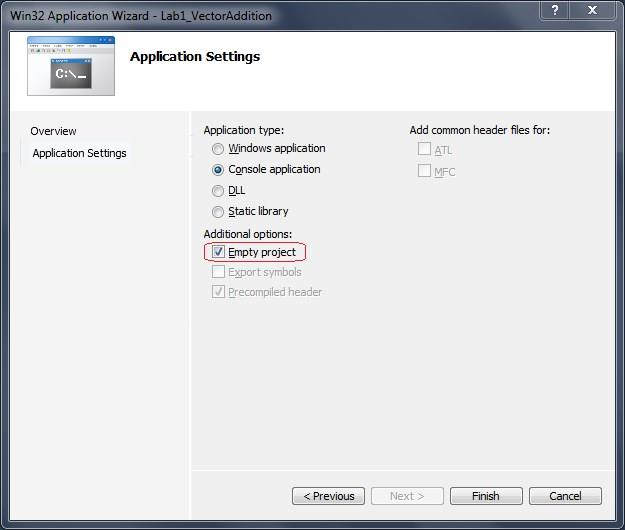 Win32 Application Wizard - Lab1_VectorAddition
?
X
C:\_
Application Settings
Overview
Application Settings
Application type:
Windows application
Console application
DLL
Static library
Additional options:
Empty project
Export symbols
Precompiled header
Add common header files for:
ATL
MFC
< Previous
Next >
Finish
Cancel